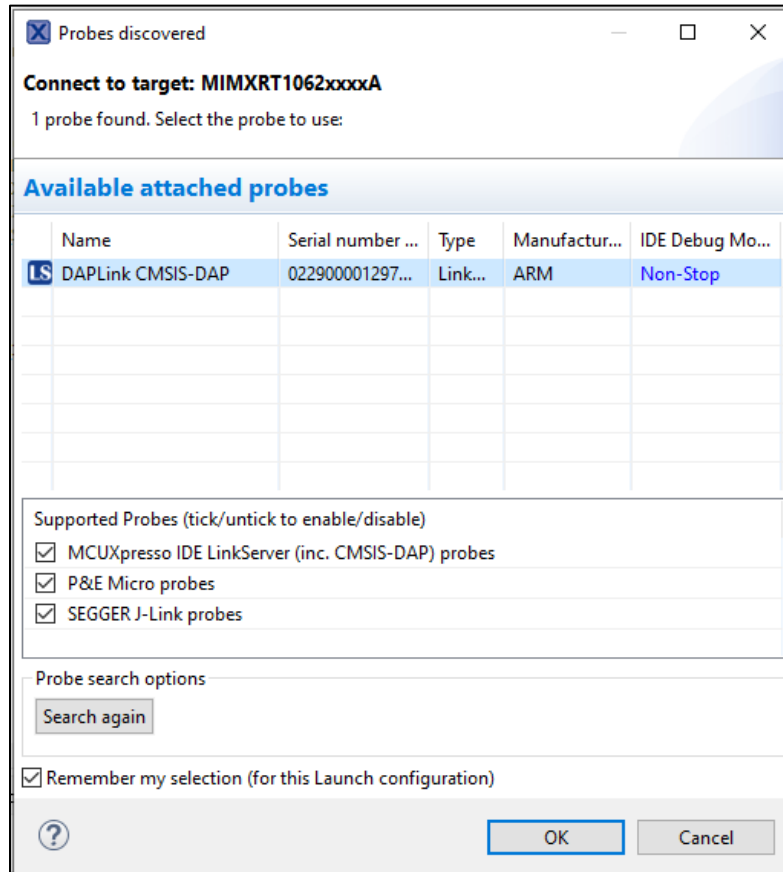 Probes discovered
Connect to target: MIMXRT1062xxxxA
1 probe found. Select the probe to use:
Available attached probes
Name Serial number ... Type Manufactur... IDE Debug Mo...
LS DAPLink CMSIS-DAP 022900001297... Link... ARM Non-Stop
Supported Probes (tick/untick to enable/disable)
MCUXpresso IDE LinkServer (inc. CMSIS-DAP) probes
P&E Micro probes
SEGGER J-Link probes
Probe search options
Search again
Remember my selection (for this Launch configuration)
? OK Cancel